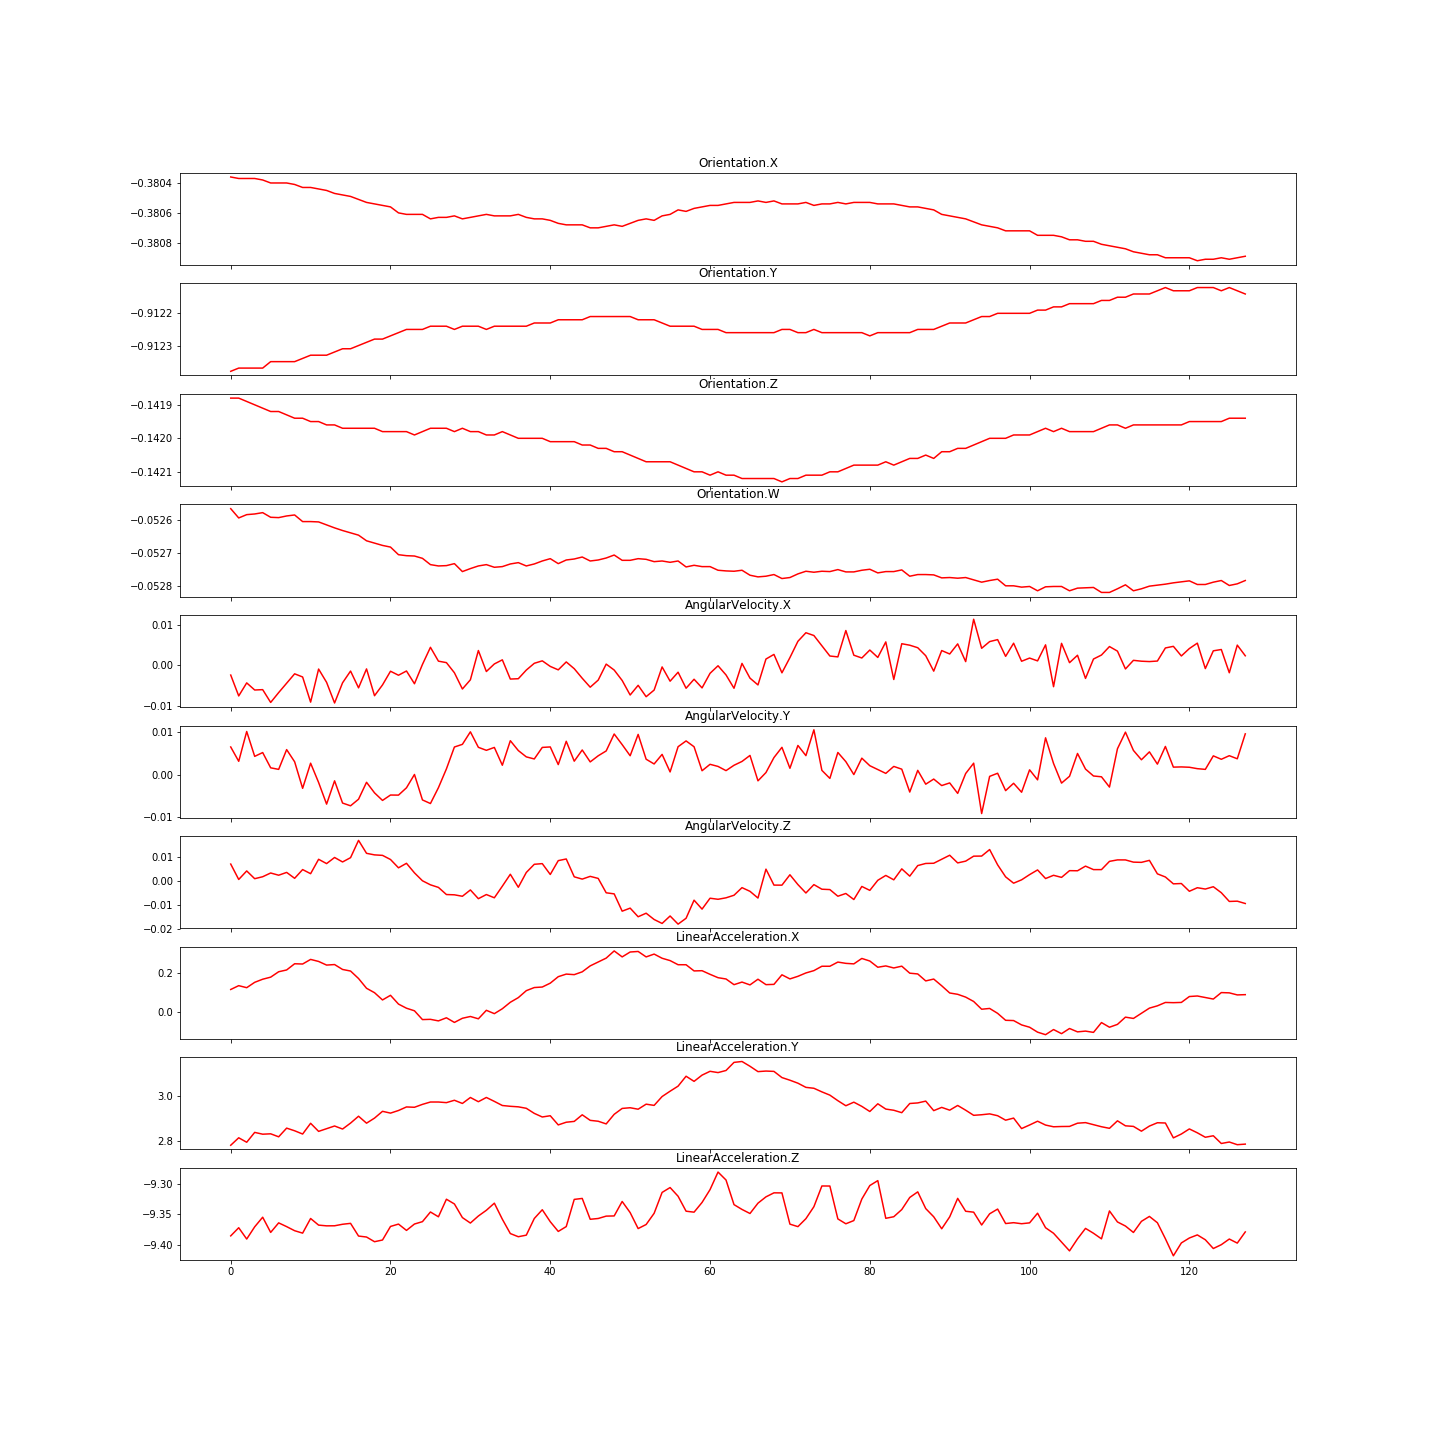 Orientation.X
−0.3804
−0.3806
−0.3808
Orientation.Y
−0.9122
−0.9123
Orientation.Z
−0.1419
−0.1420
−0.1421
Orientation.W
−0.0526
−0.0527
−0.0528
AngularVelocity.X
0.01
0.00
−0.01
AngularVelocity.Y
0.01
0.00
−0.01
AngularVelocity.Z
0.01
0.00
−0.01
−0.02
LinearAcceleration.X
0.2
0.0
LinearAcceleration.Y
3.0
2.8
LinearAcceleration.Z
−9.30
−9.35
−9.40
0 20 40 60 80 100 120